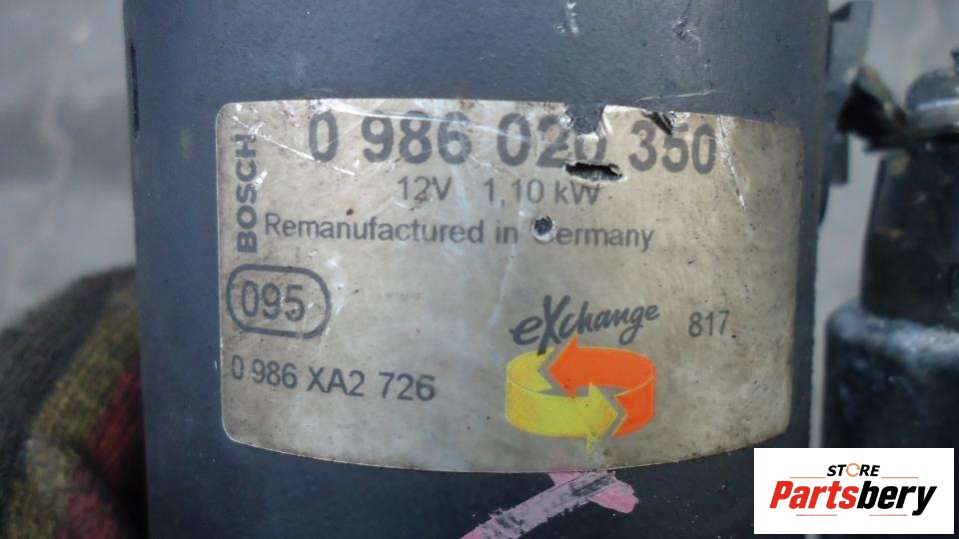 0 986 020 350
12V 1,10 kW
BOSCH
Remanufactured in Germany
095
eXchange
817
0 986 XA2 726
STORE
Partsbery